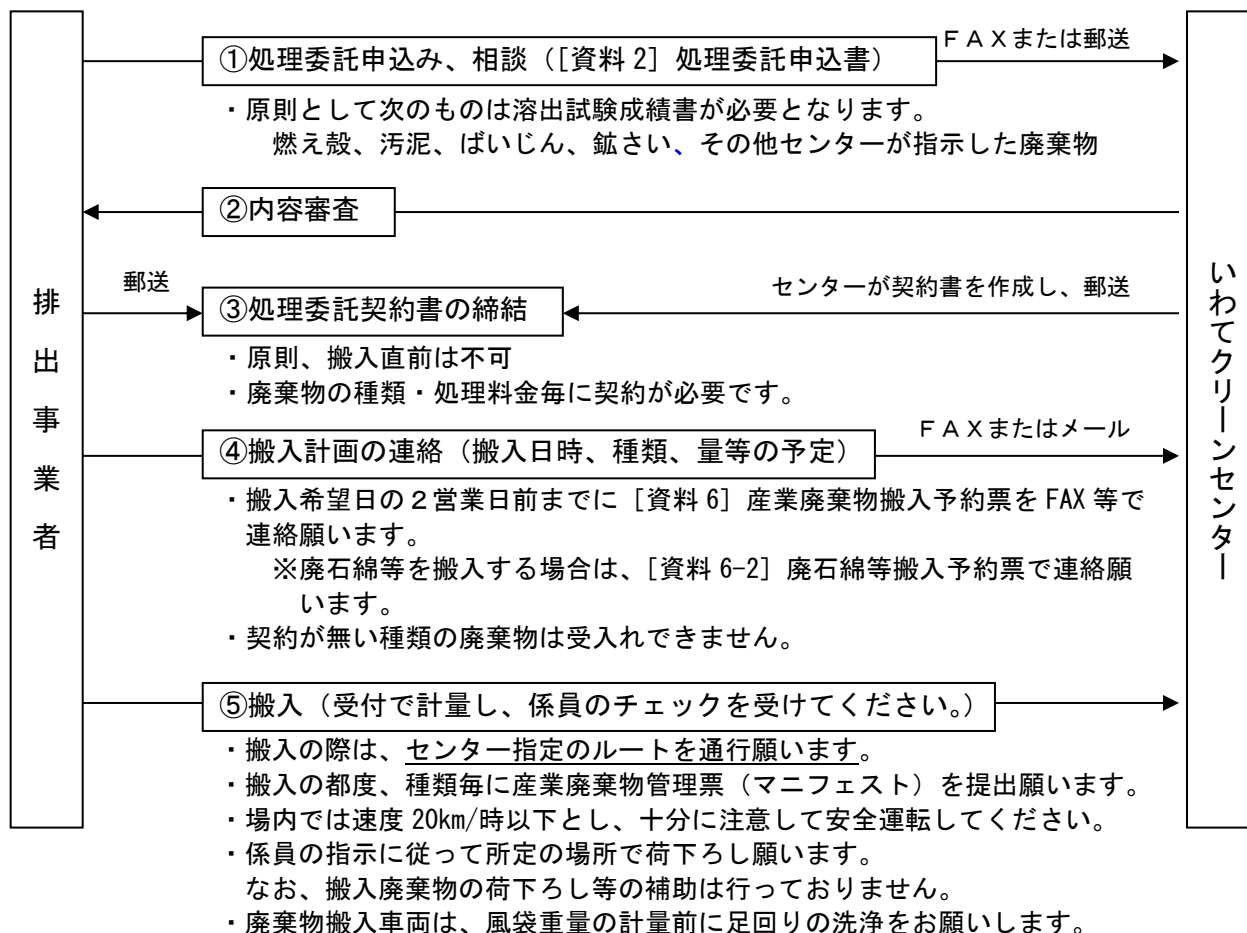 排出事業者
いわてクリーンセンター
①処理委託申込み、相談（[資料 2] 処理委託申込書）
ＦＡＸまたは郵送
・原則として次のものは溶出試験成績書が必要となります。
燃え殻、汚泥、ばいじん、鉱さい、その他センターが指示した廃棄物
②内容審査
郵送
③処理委託契約書の締結
センターが契約書を作成し、郵送
・原則、搬入直前は不可
・廃棄物の種類・処理料金毎に契約が必要です。
④搬入計画の連絡（搬入日時、種類、量等の予定）
ＦＡＸまたはメール
・搬入希望日の２営業日前までに [資料 6] 産業廃棄物搬入予約票を FAX 等で
連絡願います。
※廃石綿等を搬入する場合は、[資料 6-2] 廃石綿等搬入予約票で連絡願
います。
・契約が無い種類の廃棄物は受入れできません。
⑤搬入（受付で計量し、係員のチェックを受けてください。）
・搬入の際は、センター指定のルートを通行願います。
・搬入の都度、種類毎に産業廃棄物管理票（マニフェスト）を提出願います。
・場内では速度 20km/時以下とし、十分に注意して安全運転してください。
・係員の指示に従って所定の場所で荷下ろし願います。
なお、搬入廃棄物の荷下ろし等の補助は行っておりません。
・廃棄物搬入車両は、風袋重量の計量前に足回りの洗浄をお願いします。